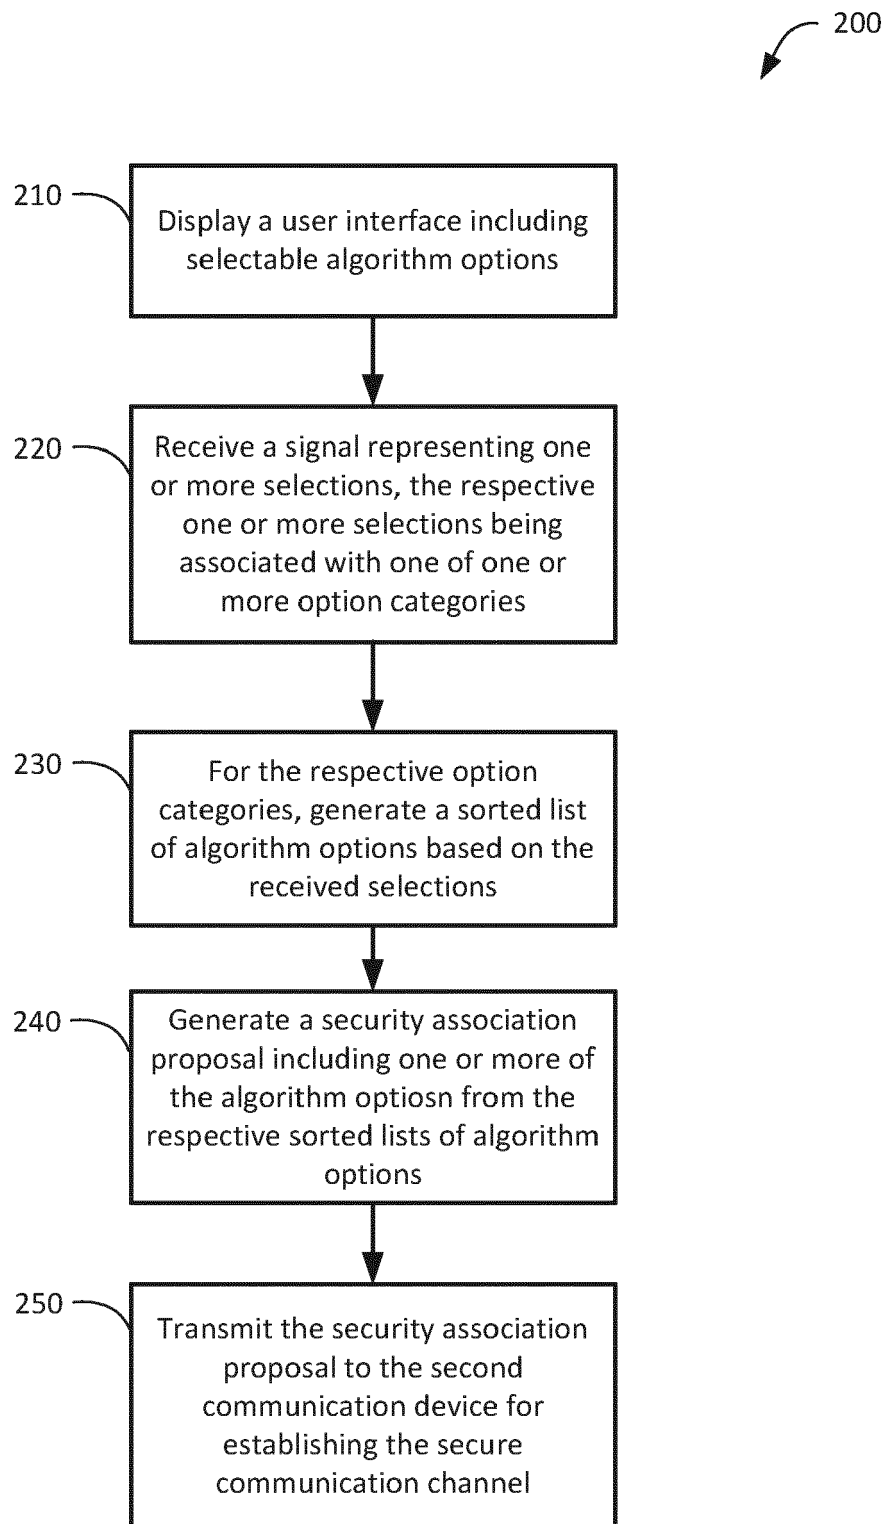 200
210
Display a user interface including
selectable algorithm options
220
Receive a signal representing one
or more selections, the respective
one or more selections being
associated with one of one or
more option categories
230
For the respective option
categories, generate a sorted list
of algorithm options based on the
received selections
240
Generate a security association
proposal including one or more of
the algorithm optiosn from the
respective sorted lists of algorithm
options
250
Transmit the security association
proposal to the second
communication device for
establishing the secure
communication channel